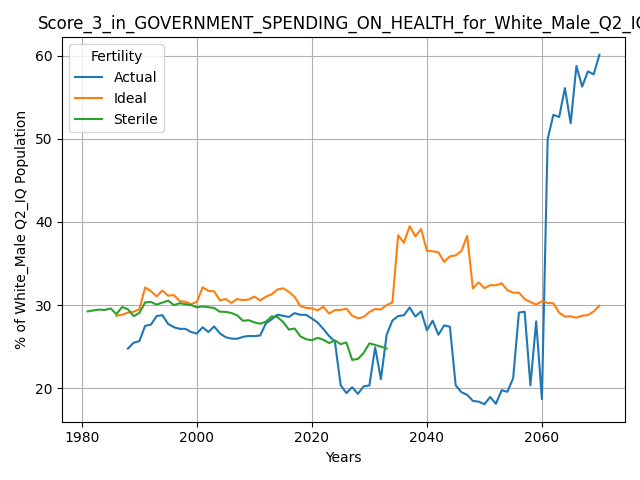 Score_3_in_GOVERNMENT_SPENDING_ON_HEALTH_for_White_Male_Q2_IQ
Fertility
Actual
Ideal
Sterile
% of White_Male Q2_IQ Population
60
50
40
30
20
1980
2000
2020
2040
2060
Years